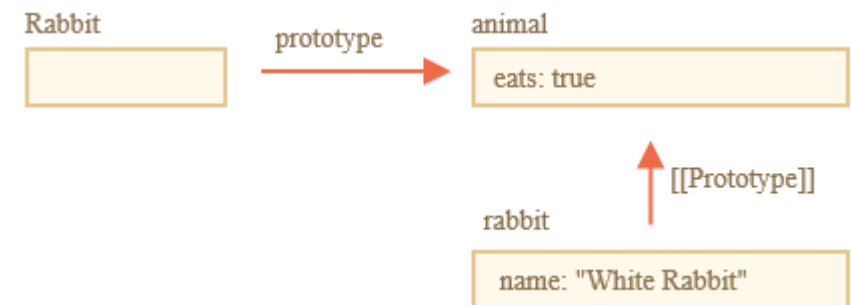 Rabbit
prototype
animal
eats: true
[[Prototype]]
rabbit
name: "White Rabbit"